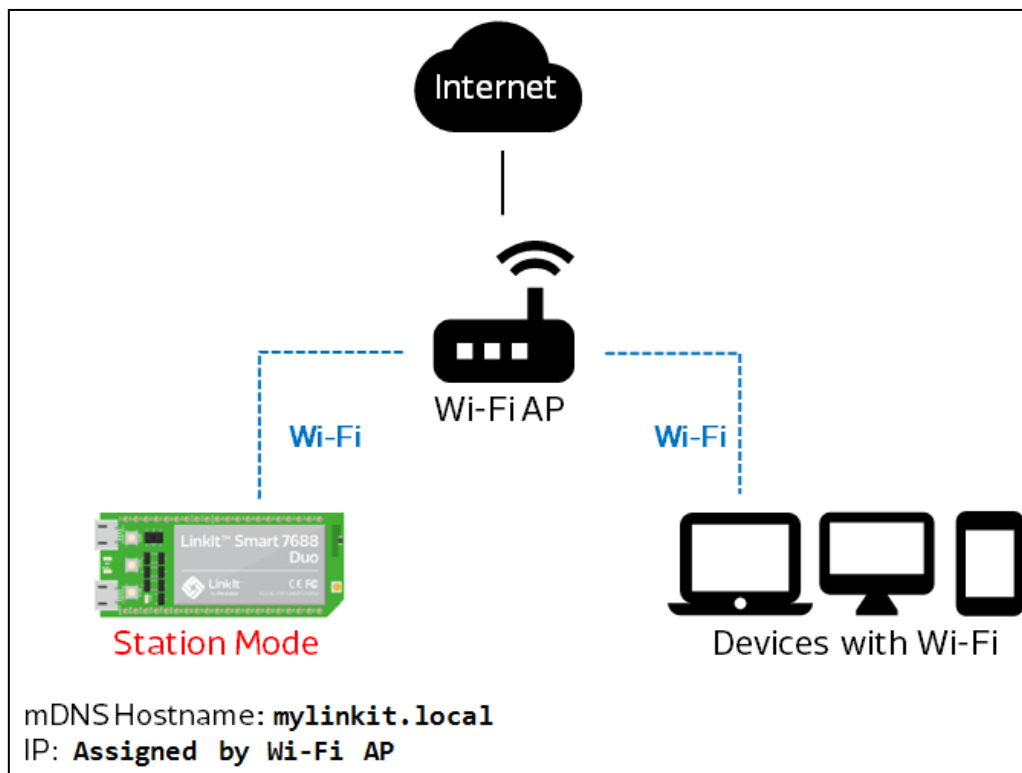 Internet
Wi-Fi AP
Wi-Fi
Wi-Fi
LinkIt™ Smart 7688
Duo
LinkIt
CE FC
Station Mode
Devices with Wi-Fi
mDNS Hostname: mylinkit.local
IP: Assigned by Wi-Fi AP